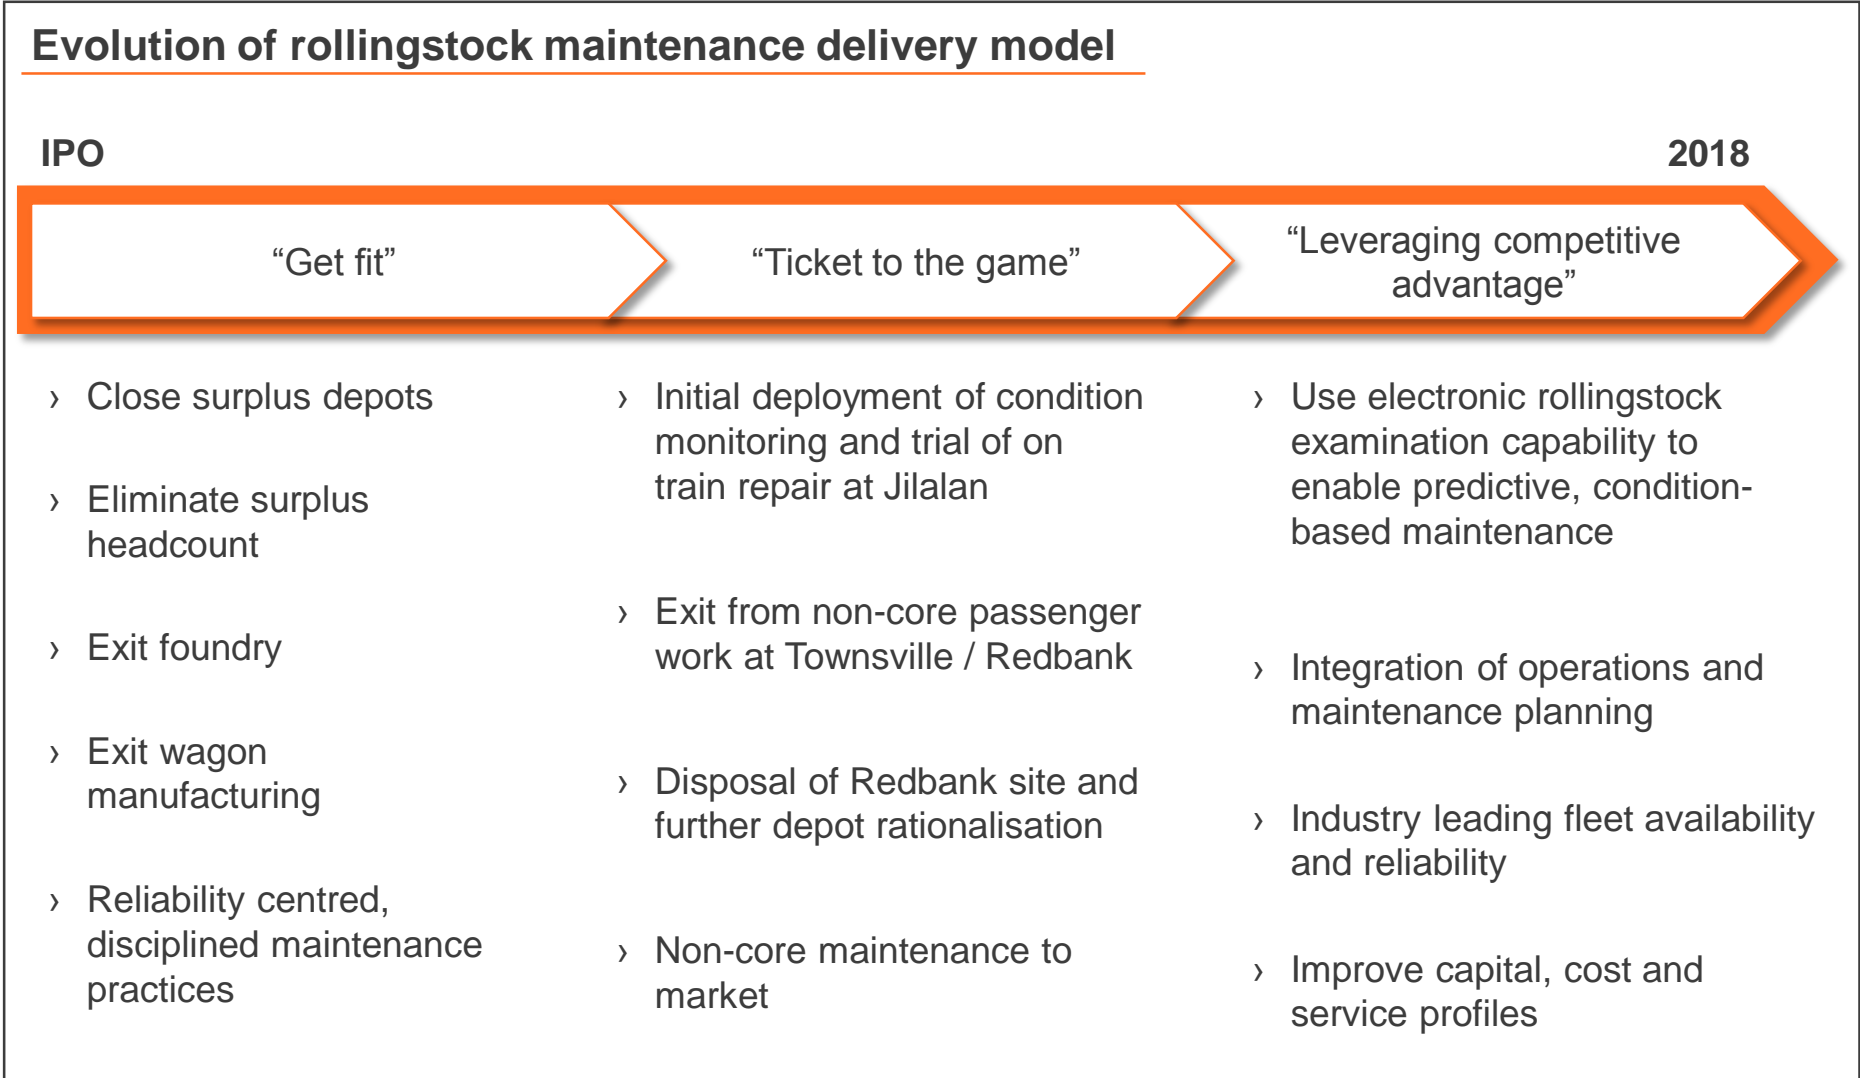 Evolution of rollingstock maintenance delivery model
IPO
2018
“Get fit”
“Ticket to the game”
“Leveraging competitive
advantage”
› Close surplus depots
› Eliminate surplus
headcount
› Exit foundry
› Exit wagon
manufacturing
› Reliability centred,
disciplined maintenance
practices
› Initial deployment of condition
monitoring and trial of on
train repair at Jilalan
› Exit from non-core passenger
work at Townsville / Redbank
› Disposal of Redbank site and
further depot rationalisation
› Non-core maintenance to
market
› Use electronic rollingstock
examination capability to
enable predictive, condition-
based maintenance
› Integration of operations and
maintenance planning
› Industry leading fleet availability
and reliability
› Improve capital, cost and
service profiles